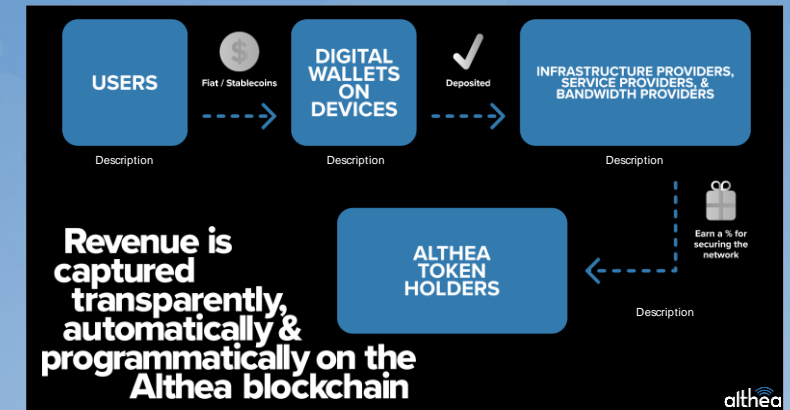 USERS
Fiat / Stablecoins
DIGITAL
WALLETS
ON
DEVICES
Deposited
INFRASTRUCTURE PROVIDERS,
SERVICE PROVIDERS, &
BANDWIDTH PROVIDERS
Description
Description
Description
Earn a % for
securing the
network
Revenue is
captured
transparently,
automatically &
programmatically on the
Althea blockchain
ALTHEA
TOKEN
HOLDERS
Description
althea